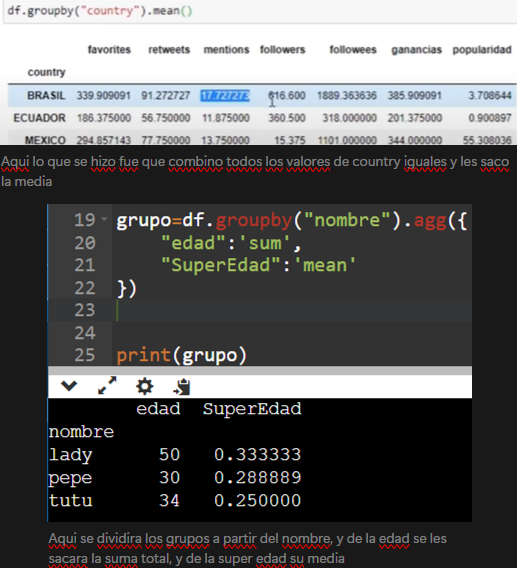 df.groupby("country").mean()
favorites retweets mentions followers followees ganancias popularidad
country
BRASIL 339.909091 91.272727 17.727273 616.600 1889.363636 385.909091 3.708644
ECUADOR 186.375000 56.750000 11.875000 360.500 318.000000 201.375000 0.900897
MEXICO 294.857143 77.750000 13.750000 15.375 1101.000000 344.000000 55.308036
Aqui lo que se hizo fue que combino todos los valores de country iguales y les saco
la media
19 grupo=df.groupby("nombre").agg({
20 "edad":'sum',
21 "SuperEdad":'mean'
22 })
23
24
25 print(grupo)
edad SuperEdad
nombre
lady 50 0.333333
pepe 30 0.288889
tutu 34 0.250000
Aqui se dividira los grupos a partir del nombre, y de la edad se les
sacara la suma total, y de la super edad su media